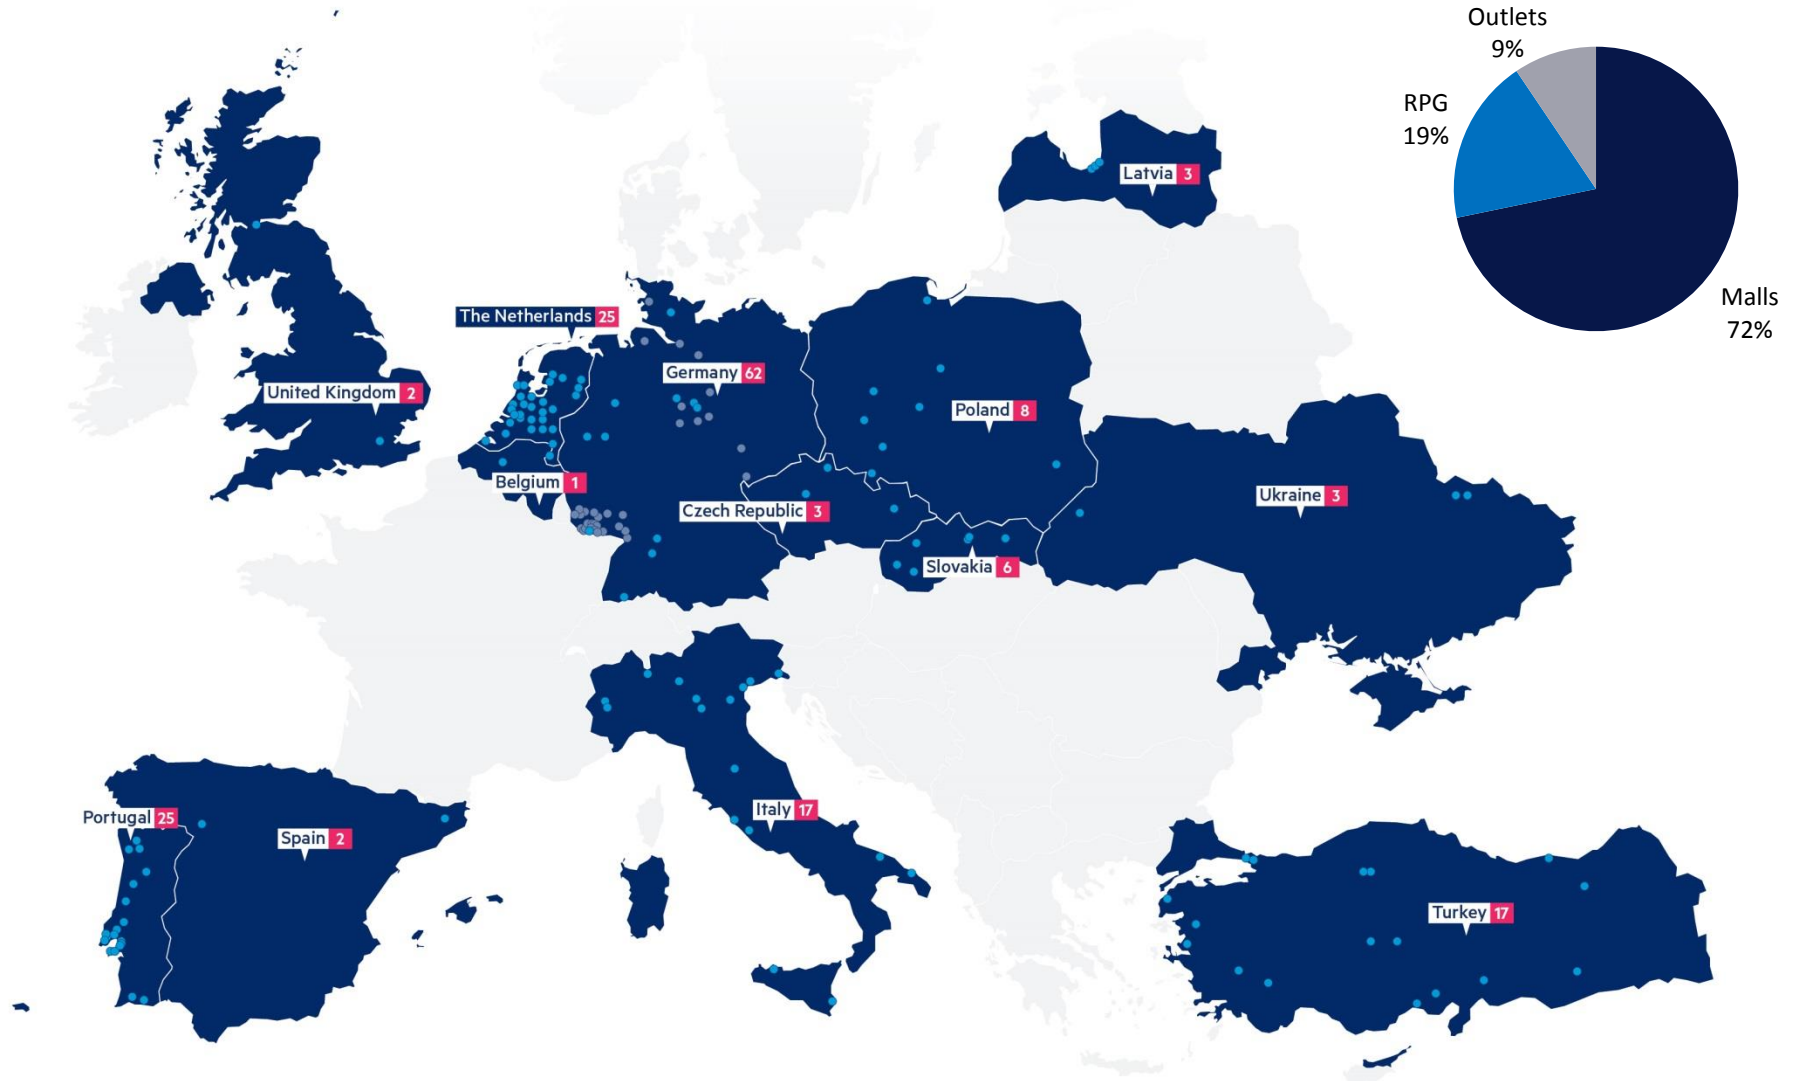 Outlets
9%
RPG
19%
Malls
72%
Latvia 3
The Netherlands 25
Germany 62
United Kingdom 2
Poland 8
Belgium 1
Czech Republic 3
Ukraine 3
Slovakia 6
Portugal 25
Spain 2
Italy 17
Turkey 17